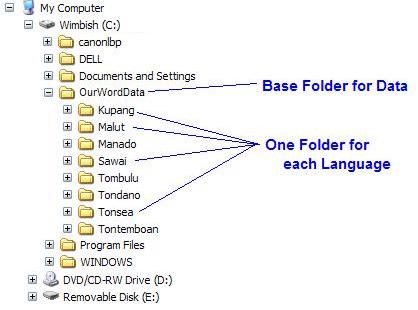 My Computer
Wimbish (C:)
canonlbp
DELL
Documents and Settings
OurWordData
Kupang
Malut
Manado
Sawai
Tombulu
Tondano
Tonsea
Tontemboan
Program Files
WINDOWS
DVD/CD-RW Drive (D:)
Removable Disk (E:)
Base Folder for Data
One Folder for
each Language